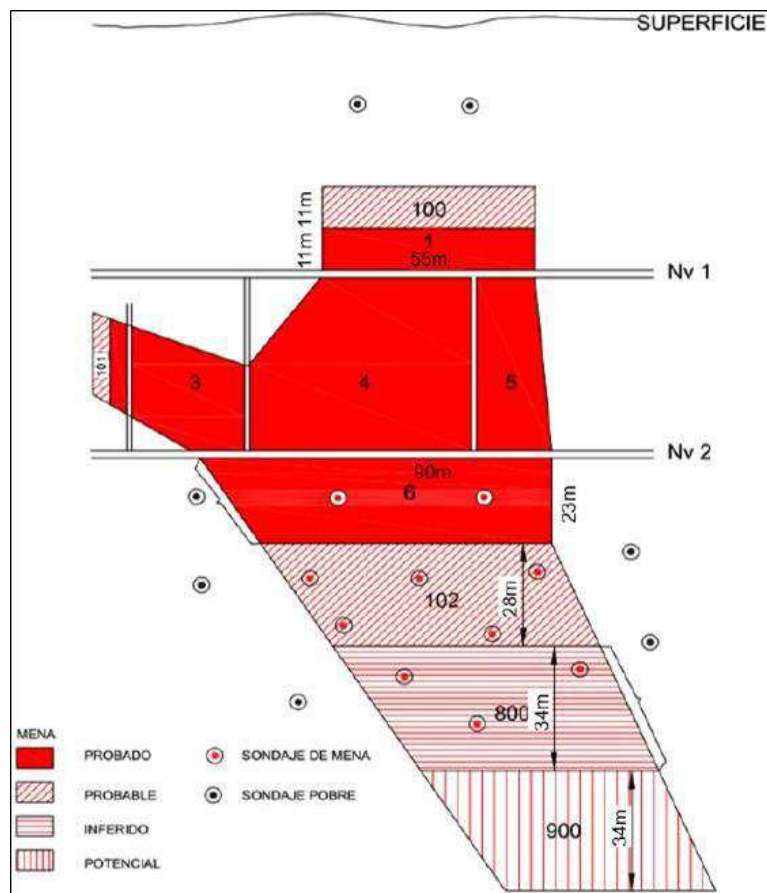 SUPERFICIE
100
11m
11m
1
55m
Nv 1
101
3
4
5
Nv 2
90m
6
23m
102
28m
800
34m
900
34m
MENA
PROBADO
SONDAJE DE MENA
PROBABLE
SONDAJE POBRE
INFERIDO
POTENCIAL